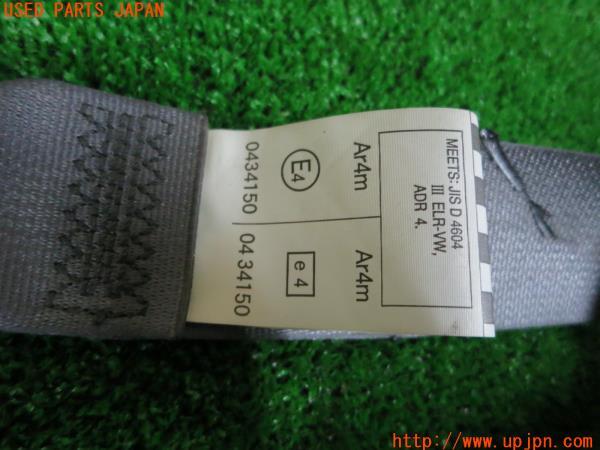 USEB PARTS JAPAN
MEETS: JIS D 4604
III ELR-VW,
ADR 4.
Ar4m
E4
0434150
Ar4m
e 4
04 34150
http://www.upjpn.com/